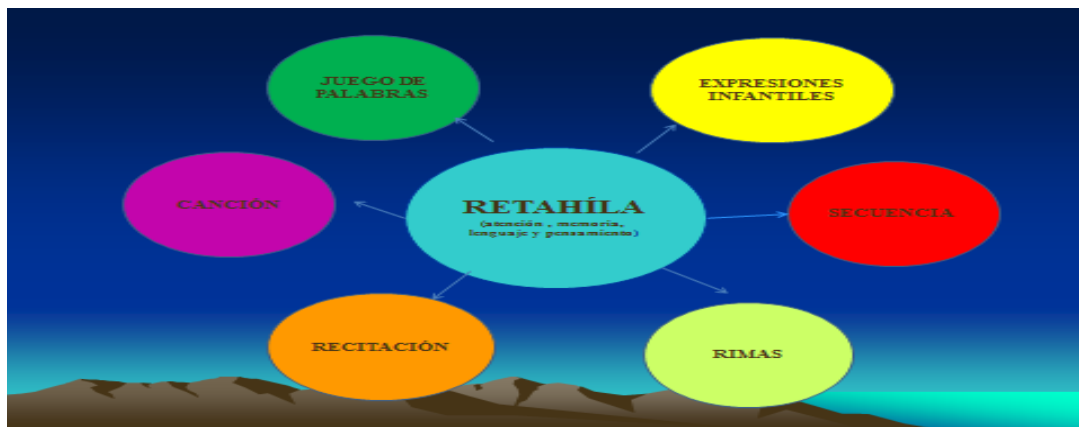 JUEGO DE
PALABRAS
EXPRESIONES
INFANTILES
CANCIÓN
RETAHÍLA
(atención , memoria,
lenguaje y pensamiento)
SECUENCIA
RECITACIÓN
RIMAS